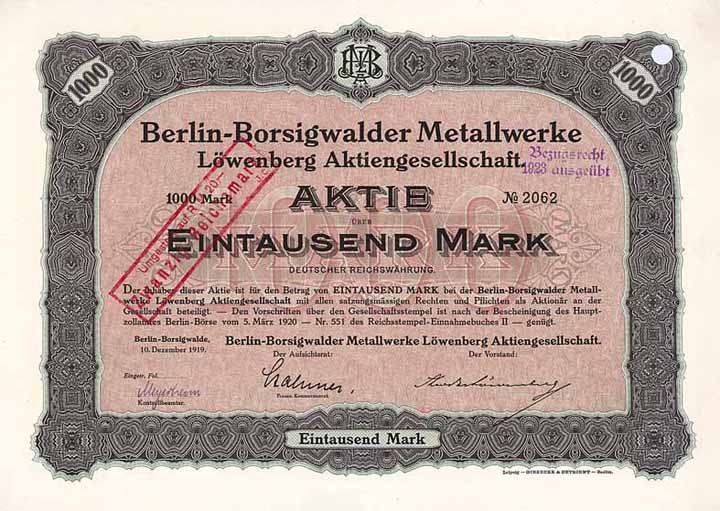 1000
1000
Berlin-Borsigwalder Metallwerke
Löwenberg Aktiengesellschaft.
Bezugsrecht
1923 ausgeübt
1000 Mark
AKTIE
№ 2062
ÜBER
EINTAUSEND MARK
DEUTSCHER REICHSWÄHRUNG.
Der Inhaber dieser Aktie ist für den Betrag von EINTAUSEND MARK bei der Berlin-Borsigwalder Metall-
werke Löwenberg Aktiengesellschaft mit allen satzungsmässigen Rechten und Pflichten als Aktionär an der
Gesellschaft beteiligt. — Den Vorschriften über den Gesellschaftsstempel ist nach der Bescheinigung des Haupt-
zollamtes Berlin-Börse vom 5. März 1920 — Nr. 551 des Reichsstempel-Einnahmebuches II — genügt.
Berlin-Borsigwalde,
10. Dezember 1919.
Berlin-Borsigwalder Metallwerke Löwenberg Aktiengesellschaft.
Der Aufsichtsrat:
Der Vorstand:
Eingetr. Fol.
Kontrollbeamter.
Eintausend Mark
Leipzig — GIESECKE & DEVRIENT — Berlin.